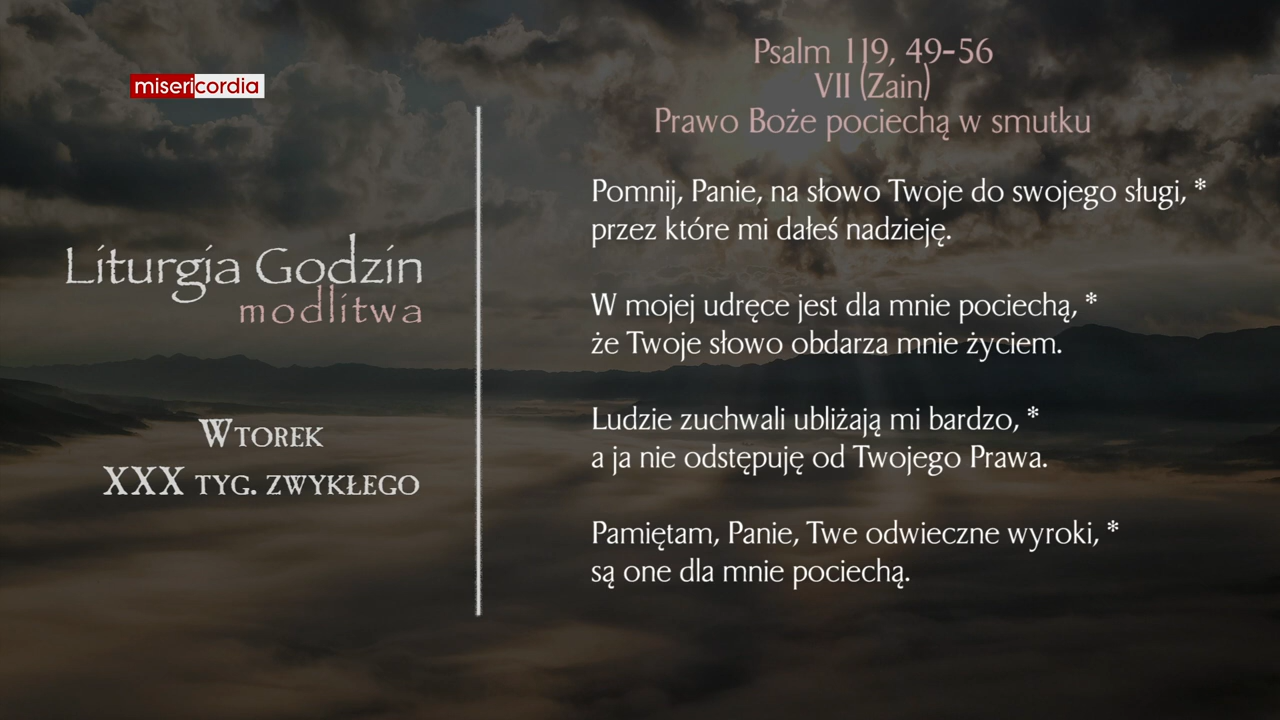 misericordia
Liturgia Godzin
modlitwa
Wtorek
XXX tyg. zwykłego
Psalm 119, 49-56
VII (Zain)
Prawo Boże pociechą w smutku
Pomnij, Panie, na słowo Twoje do swojego sługi, *
przez które mi dałeś nadzieję.
W mojej udręce jest dla mnie pociechą, *
że Twoje słowo obdarza mnie życiem.
Ludzie zuchwali ubliżają mi bardzo, *
a ja nie odstępuję od Twojego Prawa.
Pamiętam, Panie, Twe odwieczne wyroki, *
są one dla mnie pociechą.